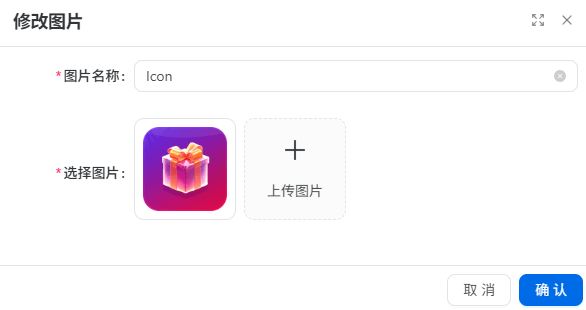 修改图片
*图片名称：
Icon
*选择图片：
上传图片
取 消
确 认